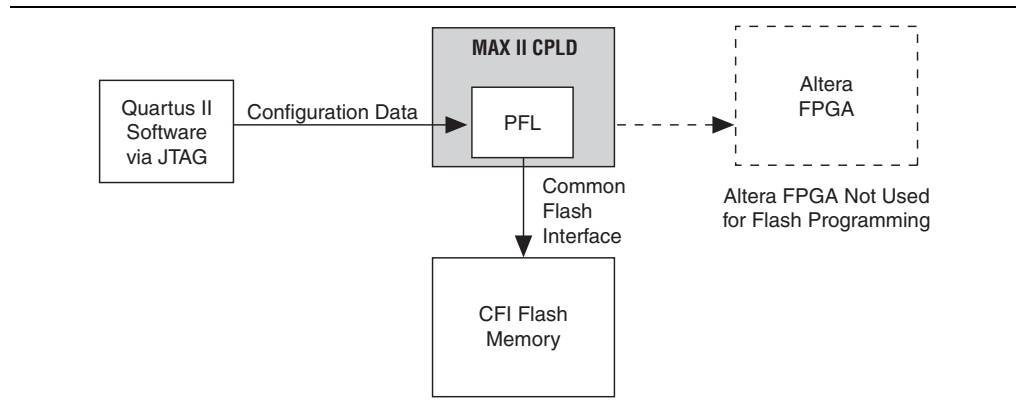 MAX II CPLD
Quartus II
Software
via JTAG
Configuration Data
PFL
Altera
FPGA
Common
Flash
Interface
Altera FPGA Not Used
for Flash Programming
CFI Flash
Memory